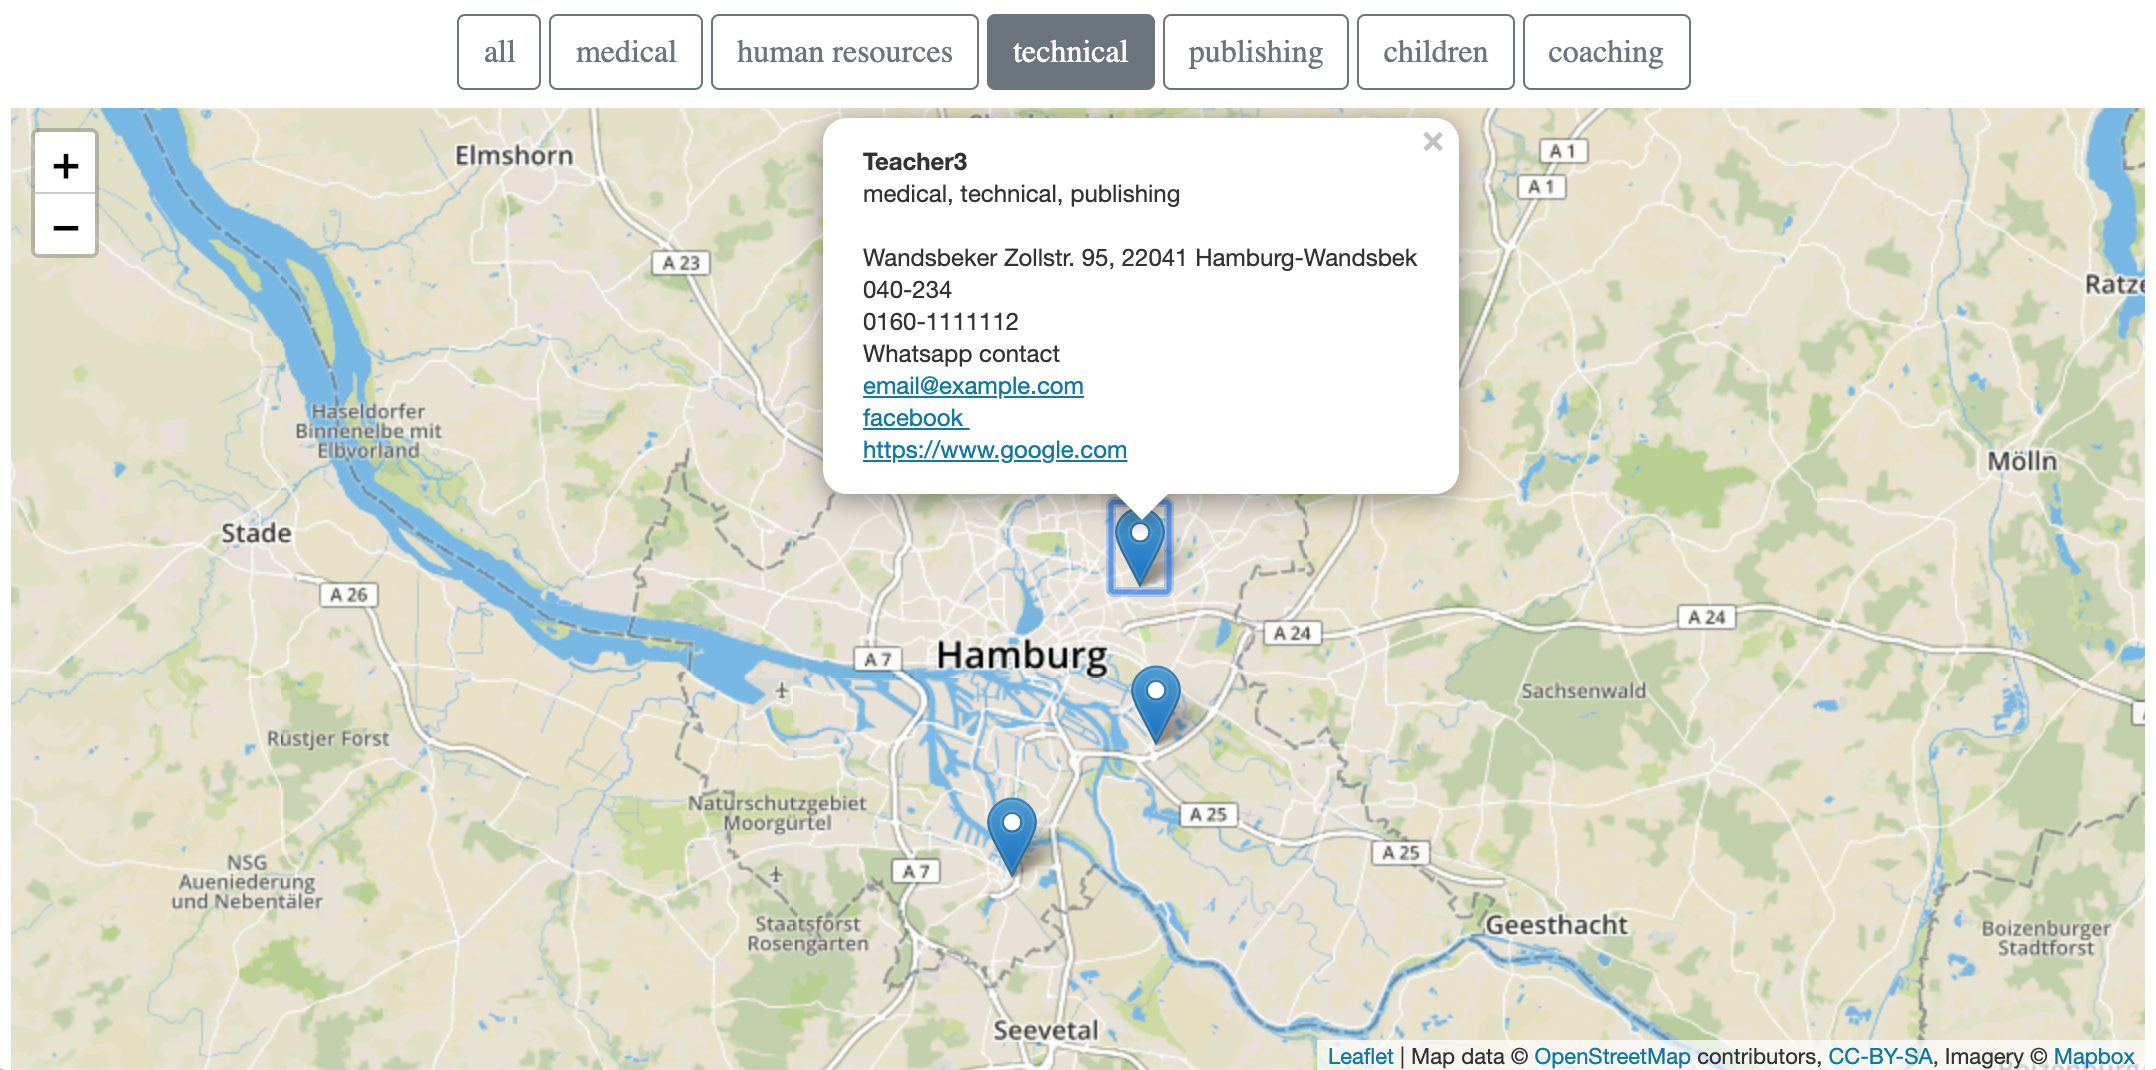 all
medical
human resources
technical
publishing
children
coaching
+
−
Teacher3
medical, technical, publishing
Wandsbeker Zollstr. 95, 22041 Hamburg-Wandsbek
040-234
0160-1111112
Whatsapp contact
email@example.com
facebook
https://www.google.com
×
Elmshorn
A 1
A 1
A 23
Ratze
Haseldorfer
Binnenelbe mit
Elbvorland
Mölln
Stade
A 26
A 24
A 24
Hamburg
A 7
Sachsenwald
Rüstjer Forst
Naturschutzgebiet
Moorgürtel
A 25
A 25
NSG
Aueniederung
und Nebentäler
A 7
Staatsforst
Rosengarten
Geesthacht
Boizenburger
Stadtforst
Seevetal
Leaflet | Map data © OpenStreetMap contributors, CC-BY-SA, Imagery © Mapbox